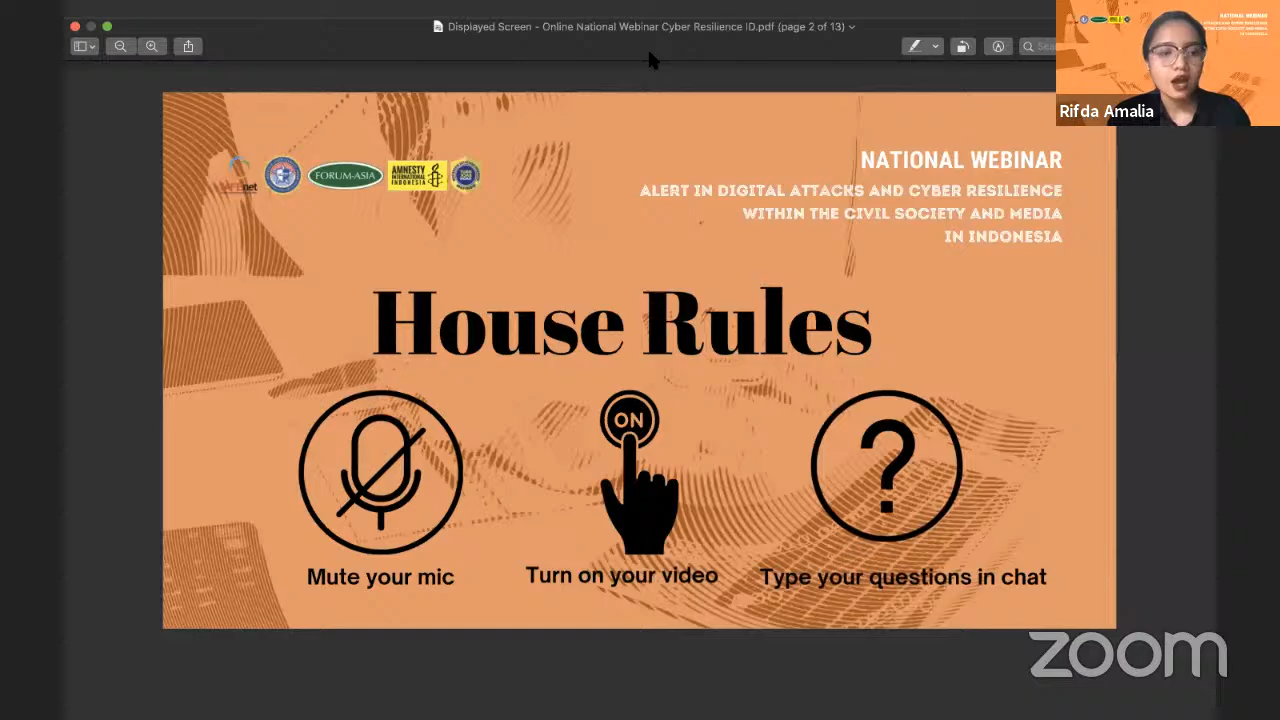 Displayed Screen - Online National Webinar Cyber Resilience ID.pdf (page 2 of 13)
Rifda Amalia
FORUM-ASIA
AMNESTY
INTERNATIONAL
INDONESIA
NATIONAL WEBINAR
ALERT IN DIGITAL ATTACKS AND CYBER RESILIENCE
WITHIN THE CIVIL SOCIETY AND MEDIA
IN INDONESIA
House Rules
ON
Mute your mic
Turn on your video
Type your questions in chat
zoom